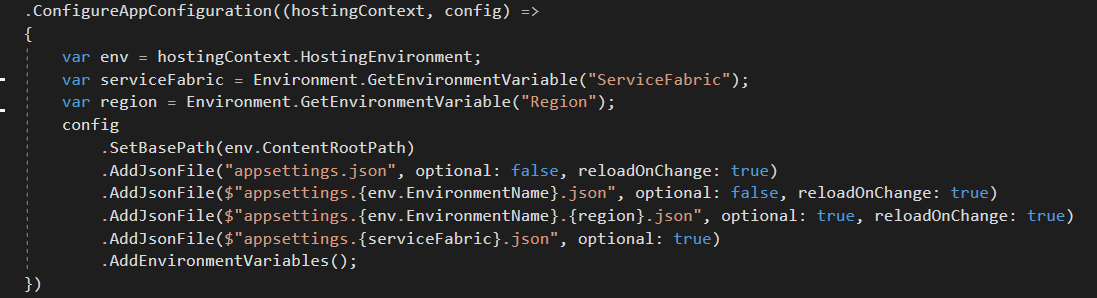 .ConfigureAppConfiguration((hostingContext, config) =>
{
    var env = hostingContext.HostingEnvironment;
    var serviceFabric = Environment.GetEnvironmentVariable("ServiceFabric");
    var region = Environment.GetEnvironmentVariable("Region");
    config
        .SetBasePath(env.ContentRootPath)
        .AddJsonFile("appsettings.json", optional: false, reloadOnChange: true)
        .AddJsonFile($"appsettings.{env.EnvironmentName}.json", optional: false, reloadOnChange: true)
        .AddJsonFile($"appsettings.{env.EnvironmentName}.{region}.json", optional: true, reloadOnChange: true)
        .AddJsonFile($"appsettings.{serviceFabric}.json", optional: true)
        .AddEnvironmentVariables();
})